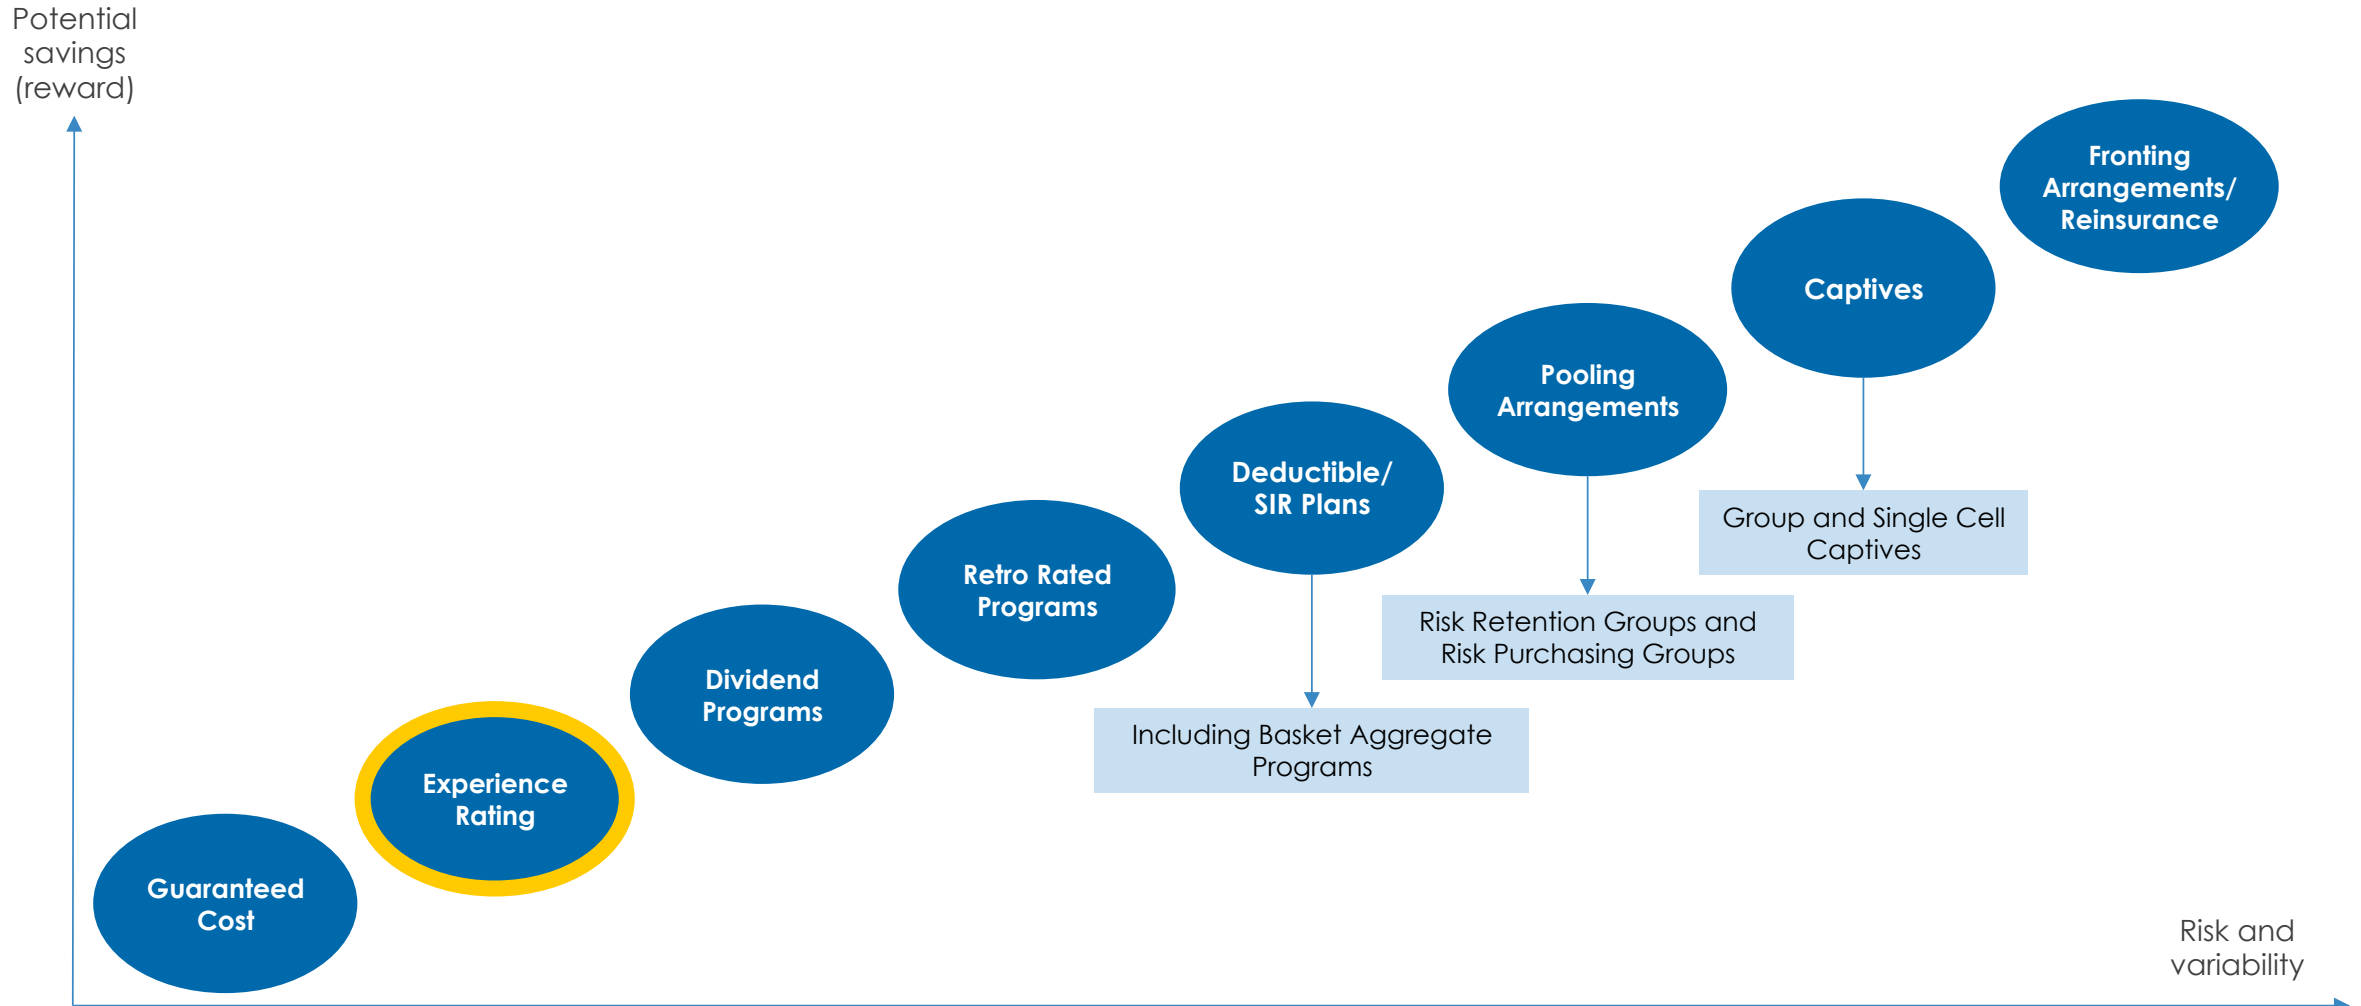 Potential
savings
(reward)
Fronting
Arrangements/
Reinsurance
Captives
Group and Single Cell
Captives
Pooling
Arrangements
Risk Retention Groups and
Risk Purchasing Groups
Deductible/
SIR Plans
Including Basket Aggregate
Programs
Retro Rated
Programs
Dividend
Programs
Experience
Rating
Guaranteed
Cost
Risk and
variability